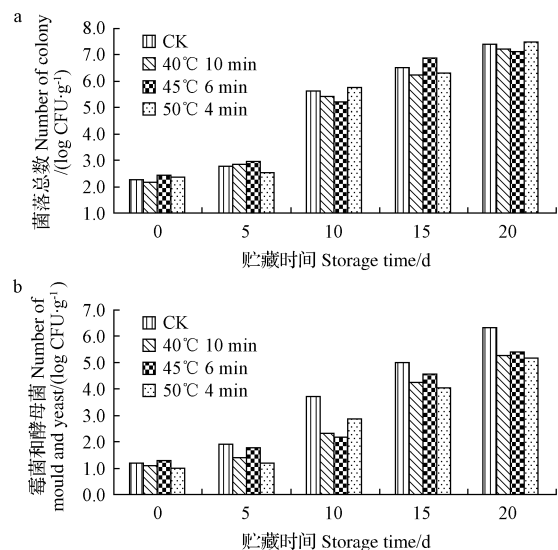 a
菌落总数 Number of colony
/(log CFU·g⁻¹)
8.0
7.0
6.0
5.0
4.0
3.0
2.0
1.0
CK
40℃ 10 min
45℃ 6 min
50℃ 4 min
0 5 10 15 20
贮藏时间 Storage time/d
b
霉菌和酵母菌 Number of
mould and yeast/(log CFU·g⁻¹)
7.0
6.0
5.0
4.0
3.0
2.0
1.0
0.0
CK
40℃ 10 min
45℃ 6 min
50℃ 4 min
0 5 10 15 20
贮藏时间 Storage time/d